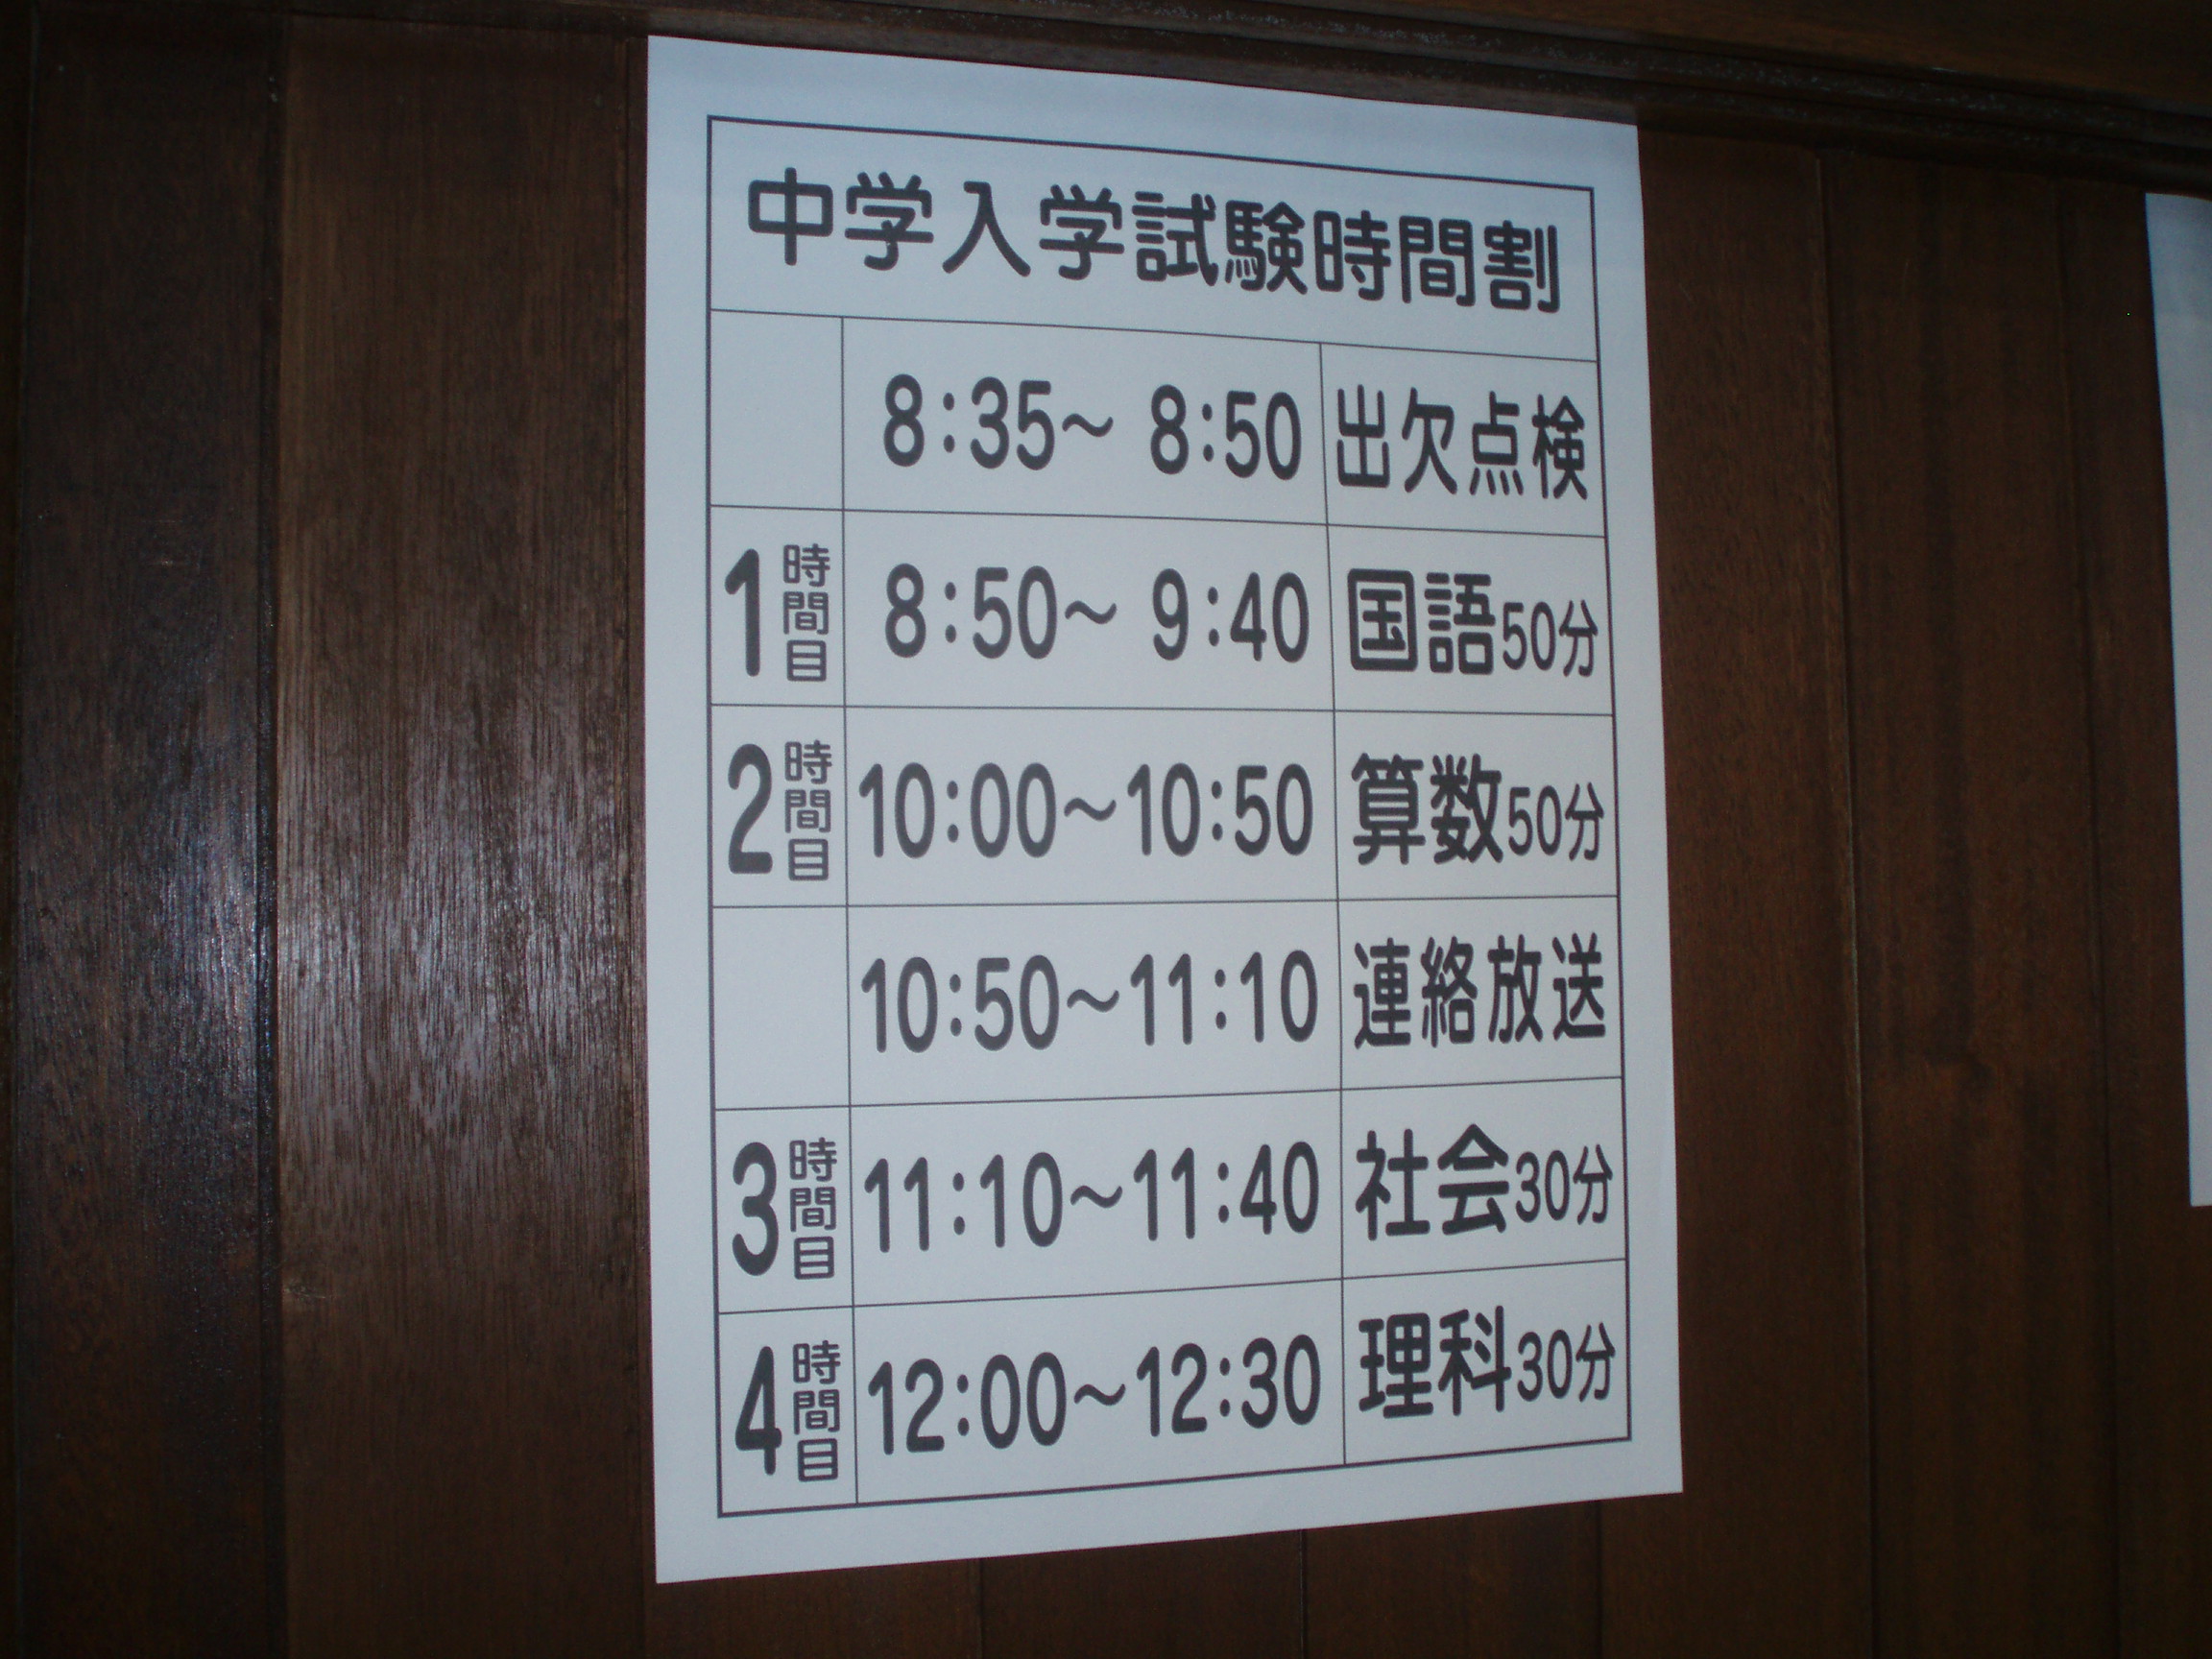 中学入学試験時間割
8:35～ 8:50 出欠点検
1時間目 8:50～ 9:40 国語50分
2時間目 10:00～10:50 算数50分
10:50～11:10 連絡放送
3時間目 11:10～11:40 社会30分
4時間目 12:00～12:30 理科30分